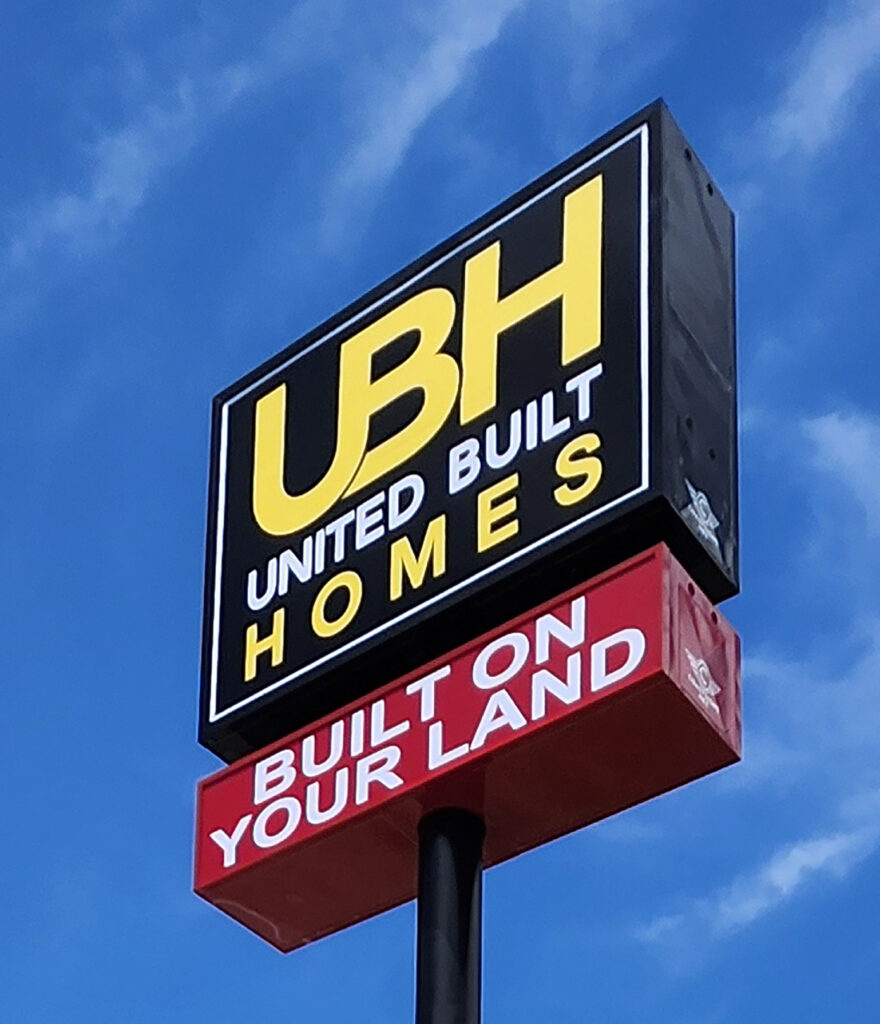 UBH
UNITED BUILT
HOMES
BUILT ON
YOUR LAND